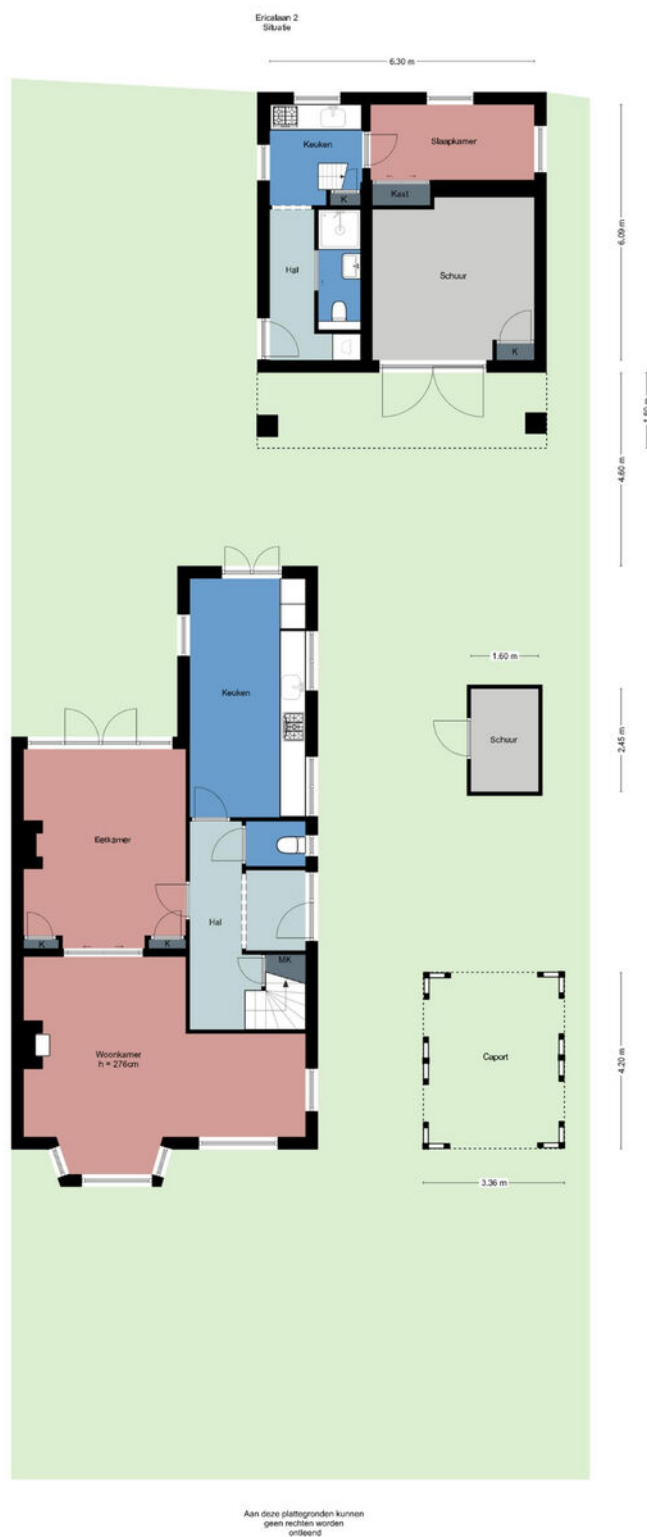 Ericalaan 2
Situatie
6.30 m
Keuken
Slaapkamer
K
Kast
6.09 m
Hal
Schuur
K
1.80 m
4.60 m
1.60 m
Keuken
Schuur
2.45 m
Eetkamer
Hal
K
K
MK
Woonkamer
h = 276cm
Caport
4.20 m
3.36 m
Aan deze plattegronden kunnen
geen rechten worden
ontleend